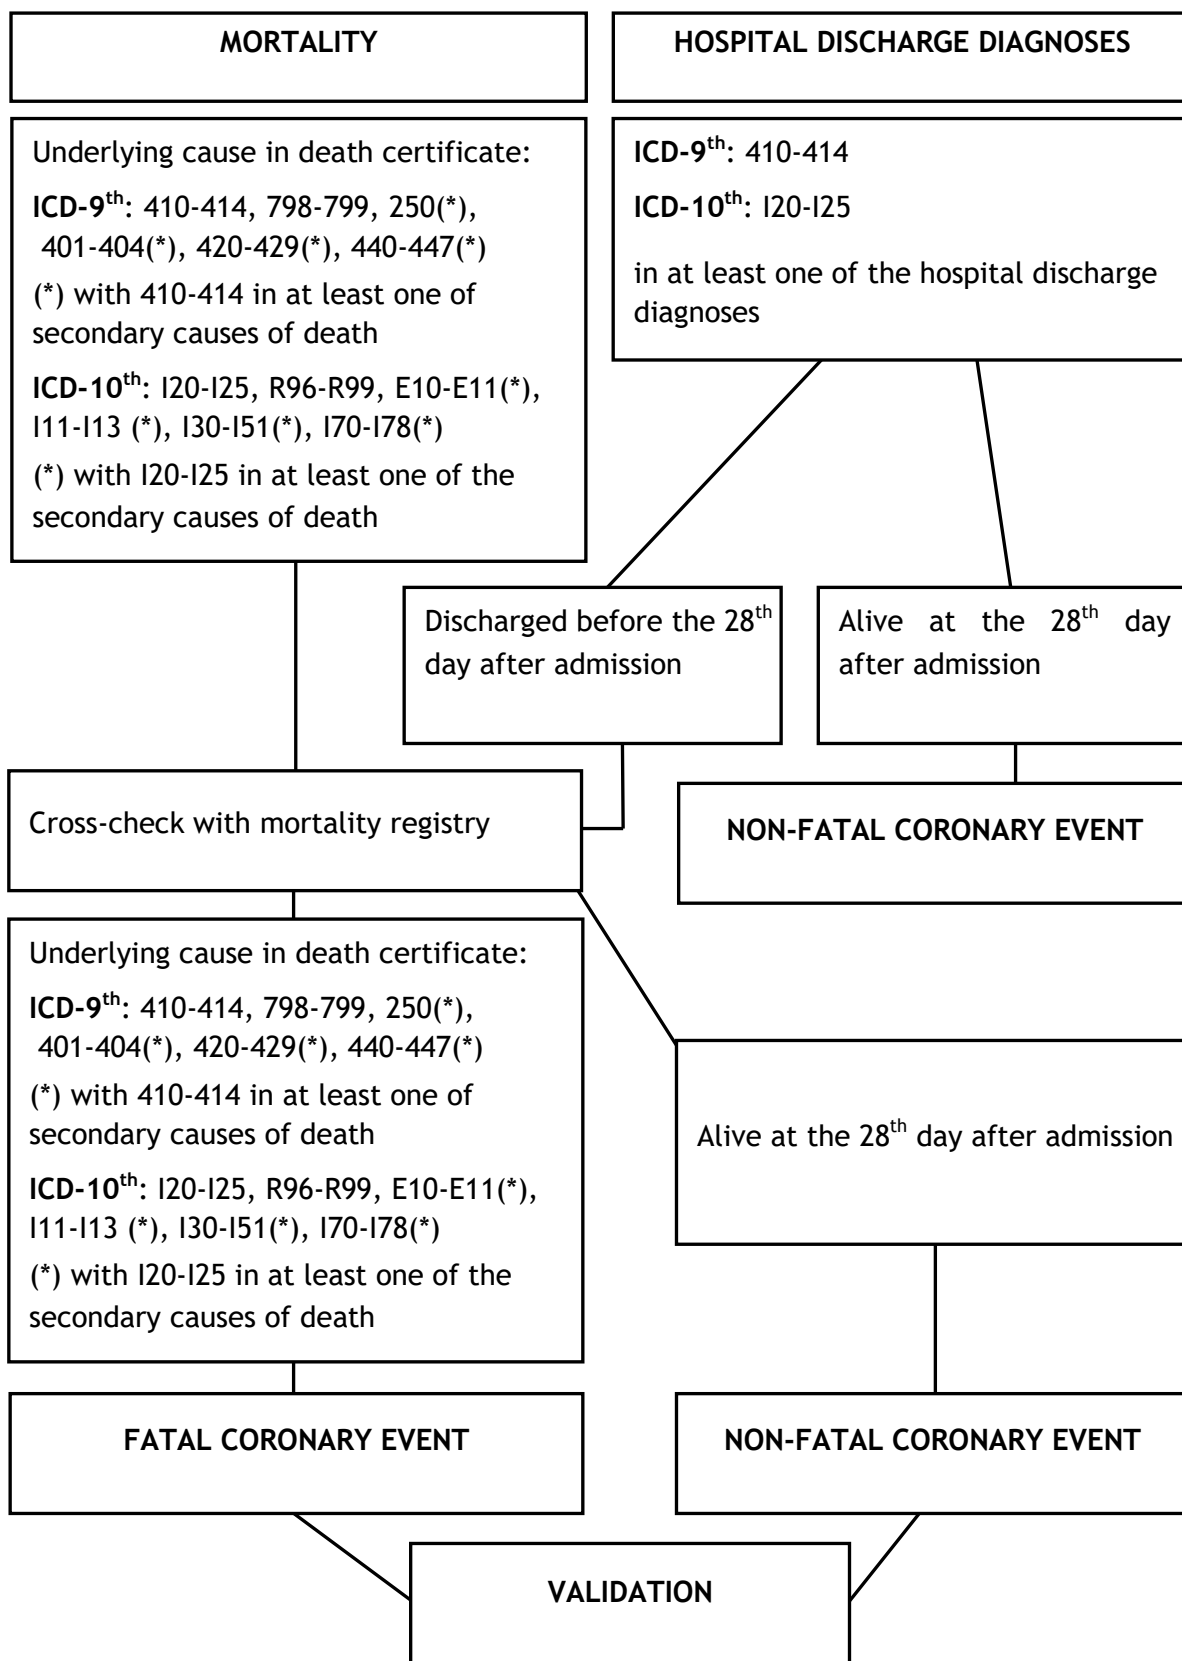 MORTALITY
HOSPITAL DISCHARGE DIAGNOSES
Underlying cause in death certificate:
ICD-9th: 410-414, 798-799, 250(*),
401-404(*), 420-429(*), 440-447(*)
(*) with 410-414 in at least one of
secondary causes of death
ICD-10th: I20-I25, R96-R99, E10-E11(*),
I11-I13 (*), I30-I51(*), I70-I78(*)
(*) with I20-I25 in at least one of the
secondary causes of death
ICD-9th: 410-414
ICD-10th: I20-I25
in at least one of the hospital discharge
diagnoses
Discharged before the 28th
day after admission
Alive at the 28th day
after admission
Cross-check with mortality registry
NON-FATAL CORONARY EVENT
Underlying cause in death certificate:
ICD-9th: 410-414, 798-799, 250(*),
401-404(*), 420-429(*), 440-447(*)
(*) with 410-414 in at least one of
secondary causes of death
ICD-10th: I20-I25, R96-R99, E10-E11(*),
I11-I13 (*), I30-I51(*), I70-I78(*)
(*) with I20-I25 in at least one of the
secondary causes of death
Alive at the 28th day after admission
FATAL CORONARY EVENT
NON-FATAL CORONARY EVENT
VALIDATION